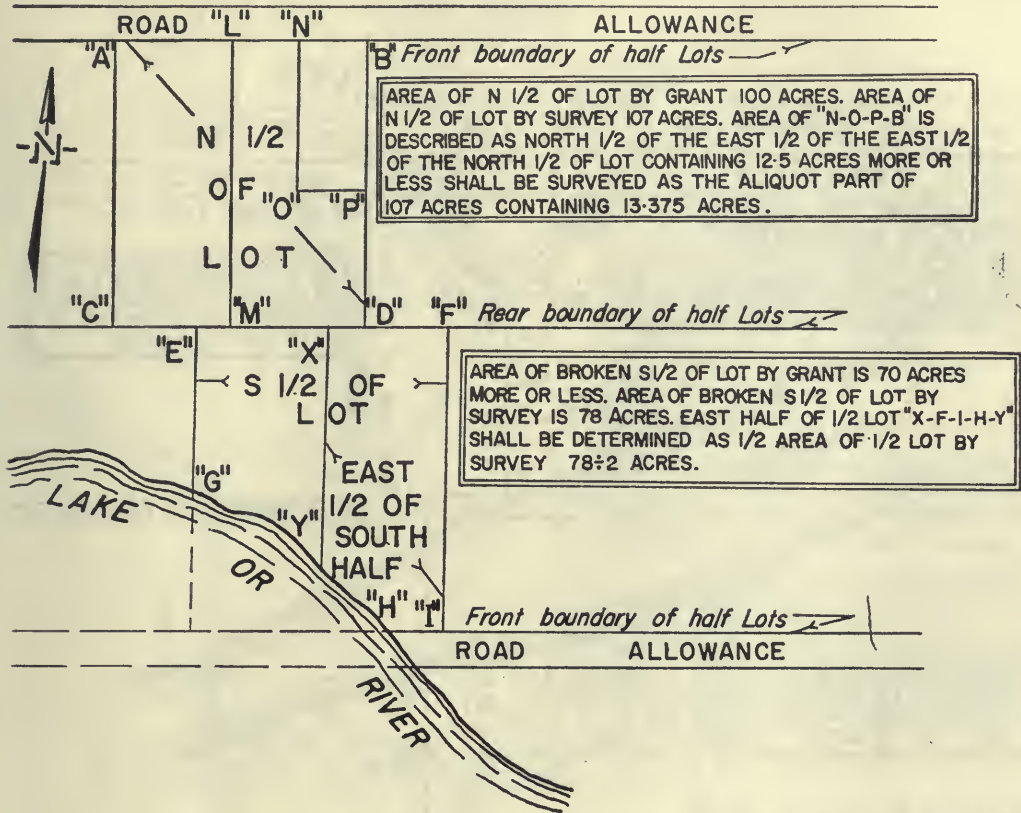 ROAD "L" "N" ALLOWANCE
"A" "B" Front boundary of half Lots
AREA OF N 1/2 OF LOT BY GRANT 100 ACRES. AREA OF
N 1/2 OF LOT BY SURVEY 107 ACRES. AREA OF "N-O-P-B" IS
DESCRIBED AS NORTH 1/2 OF THE EAST 1/2 OF THE EAST 1/2
OF THE NORTH 1/2 OF LOT CONTAINING 12·5 ACRES MORE OR
LESS SHALL BE SURVEYED AS THE ALIQUOT PART OF
107 ACRES CONTAINING 13·375 ACRES.
N
N 1/2
OF "O" "P"
LOT
"C" "M" "D" "F" Rear boundary of half Lots
"E" "X"
S 1/2 OF
LOT
AREA OF BROKEN S1/2 OF LOT BY GRANT IS 70 ACRES
MORE OR LESS. AREA OF BROKEN S1/2 OF LOT BY
SURVEY IS 78 ACRES. EAST HALF OF 1/2 LOT "X-F-I-H-Y"
SHALL BE DETERMINED AS 1/2 AREA OF 1/2 LOT BY
SURVEY 78÷2 ACRES.
"G"
"Y"
EAST
1/2 OF
SOUTH
HALF
LAKE
OR
RIVER
"H" "I" Front boundary of half Lots
ROAD ALLOWANCE